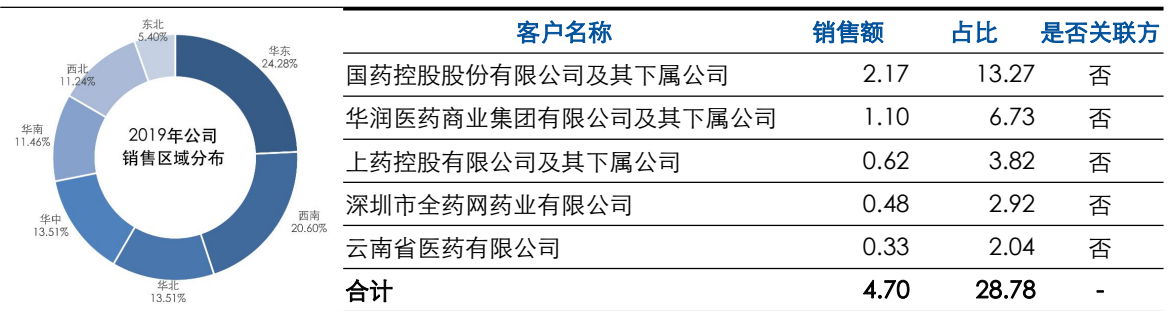 东北
5.40%
华东
24.28%
西北
11.24%
华南
11.46%
2019年公司
销售区域分布
华中
13.51%
西南
20.60%
华北
13.51%
客户名称 销售额 占比 是否关联方
国药控股股份有限公司及其下属公司 2.17 13.27 否
华润医药商业集团有限公司及其下属公司 1.10 6.73 否
上药控股有限公司及其下属公司 0.62 3.82 否
深圳市全药网药业有限公司 0.48 2.92 否
云南省医药有限公司 0.33 2.04 否
合计 4.70 28.78 -